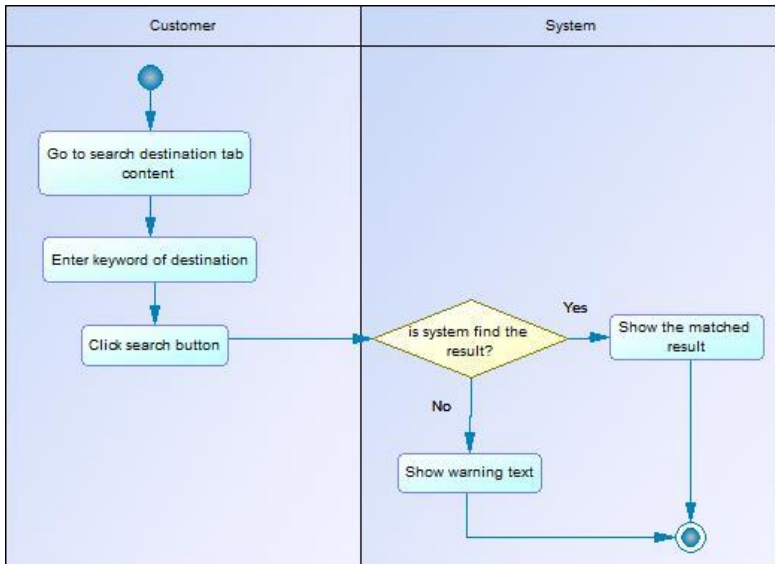 Customer
System
Go to search destination tab
content
Enter keyword of destination
Click search button
is system find the
result?
Yes
Show the matched
result
No
Show warning text